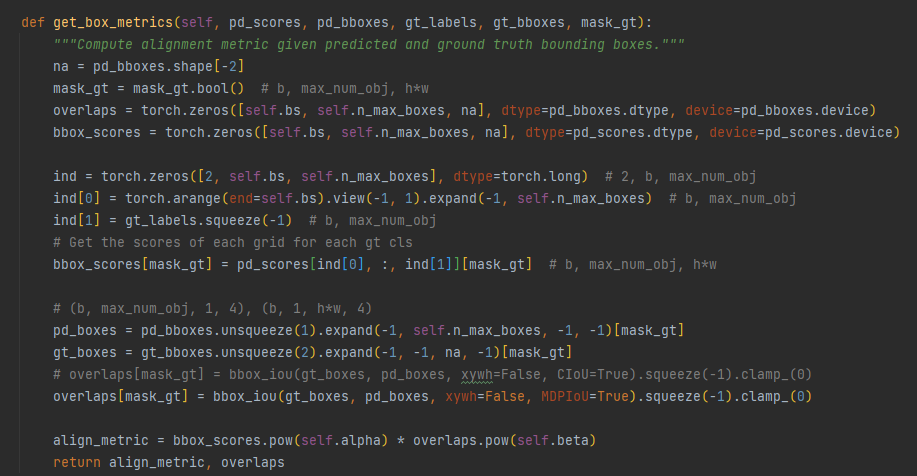 def get_box_metrics(self, pd_scores, pd_bboxes, gt_labels, gt_bboxes, mask_gt):
"""Compute alignment metric given predicted and ground truth bounding boxes."""
na = pd_bboxes.shape[-2]
mask_gt = mask_gt.bool()  # b, max_num_obj, h*w
overlaps = torch.zeros([self.bs, self.n_max_boxes, na], dtype=pd_bboxes.dtype, device=pd_bboxes.device)
bbox_scores = torch.zeros([self.bs, self.n_max_boxes, na], dtype=pd_scores.dtype, device=pd_scores.device)
ind = torch.zeros([2, self.bs, self.n_max_boxes], dtype=torch.long)  # 2, b, max_num_obj
ind[0] = torch.arange(end=self.bs).view(-1, 1).expand(-1, self.n_max_boxes)  # b, max_num_obj
ind[1] = gt_labels.squeeze(-1)  # b, max_num_obj
# Get the scores of each grid for each gt cls
bbox_scores[mask_gt] = pd_scores[ind[0], :, ind[1]][mask_gt]  # b, max_num_obj, h*w
# (b, max_num_obj, 1, 4), (b, 1, h*w, 4)
pd_boxes = pd_bboxes.unsqueeze(1).expand(-1, self.n_max_boxes, -1, -1)[mask_gt]
gt_boxes = gt_bboxes.unsqueeze(2).expand(-1, -1, na, -1)[mask_gt]
# overlaps[mask_gt] = bbox_iou(gt_boxes, pd_boxes, xywh=False, CIoU=True).squeeze(-1).clamp_(0)
overlaps[mask_gt] = bbox_iou(gt_boxes, pd_boxes, xywh=False, MDPIoU=True).squeeze(-1).clamp_(0)
align_metric = bbox_scores.pow(self.alpha) * overlaps.pow(self.beta)
return align_metric, overlaps